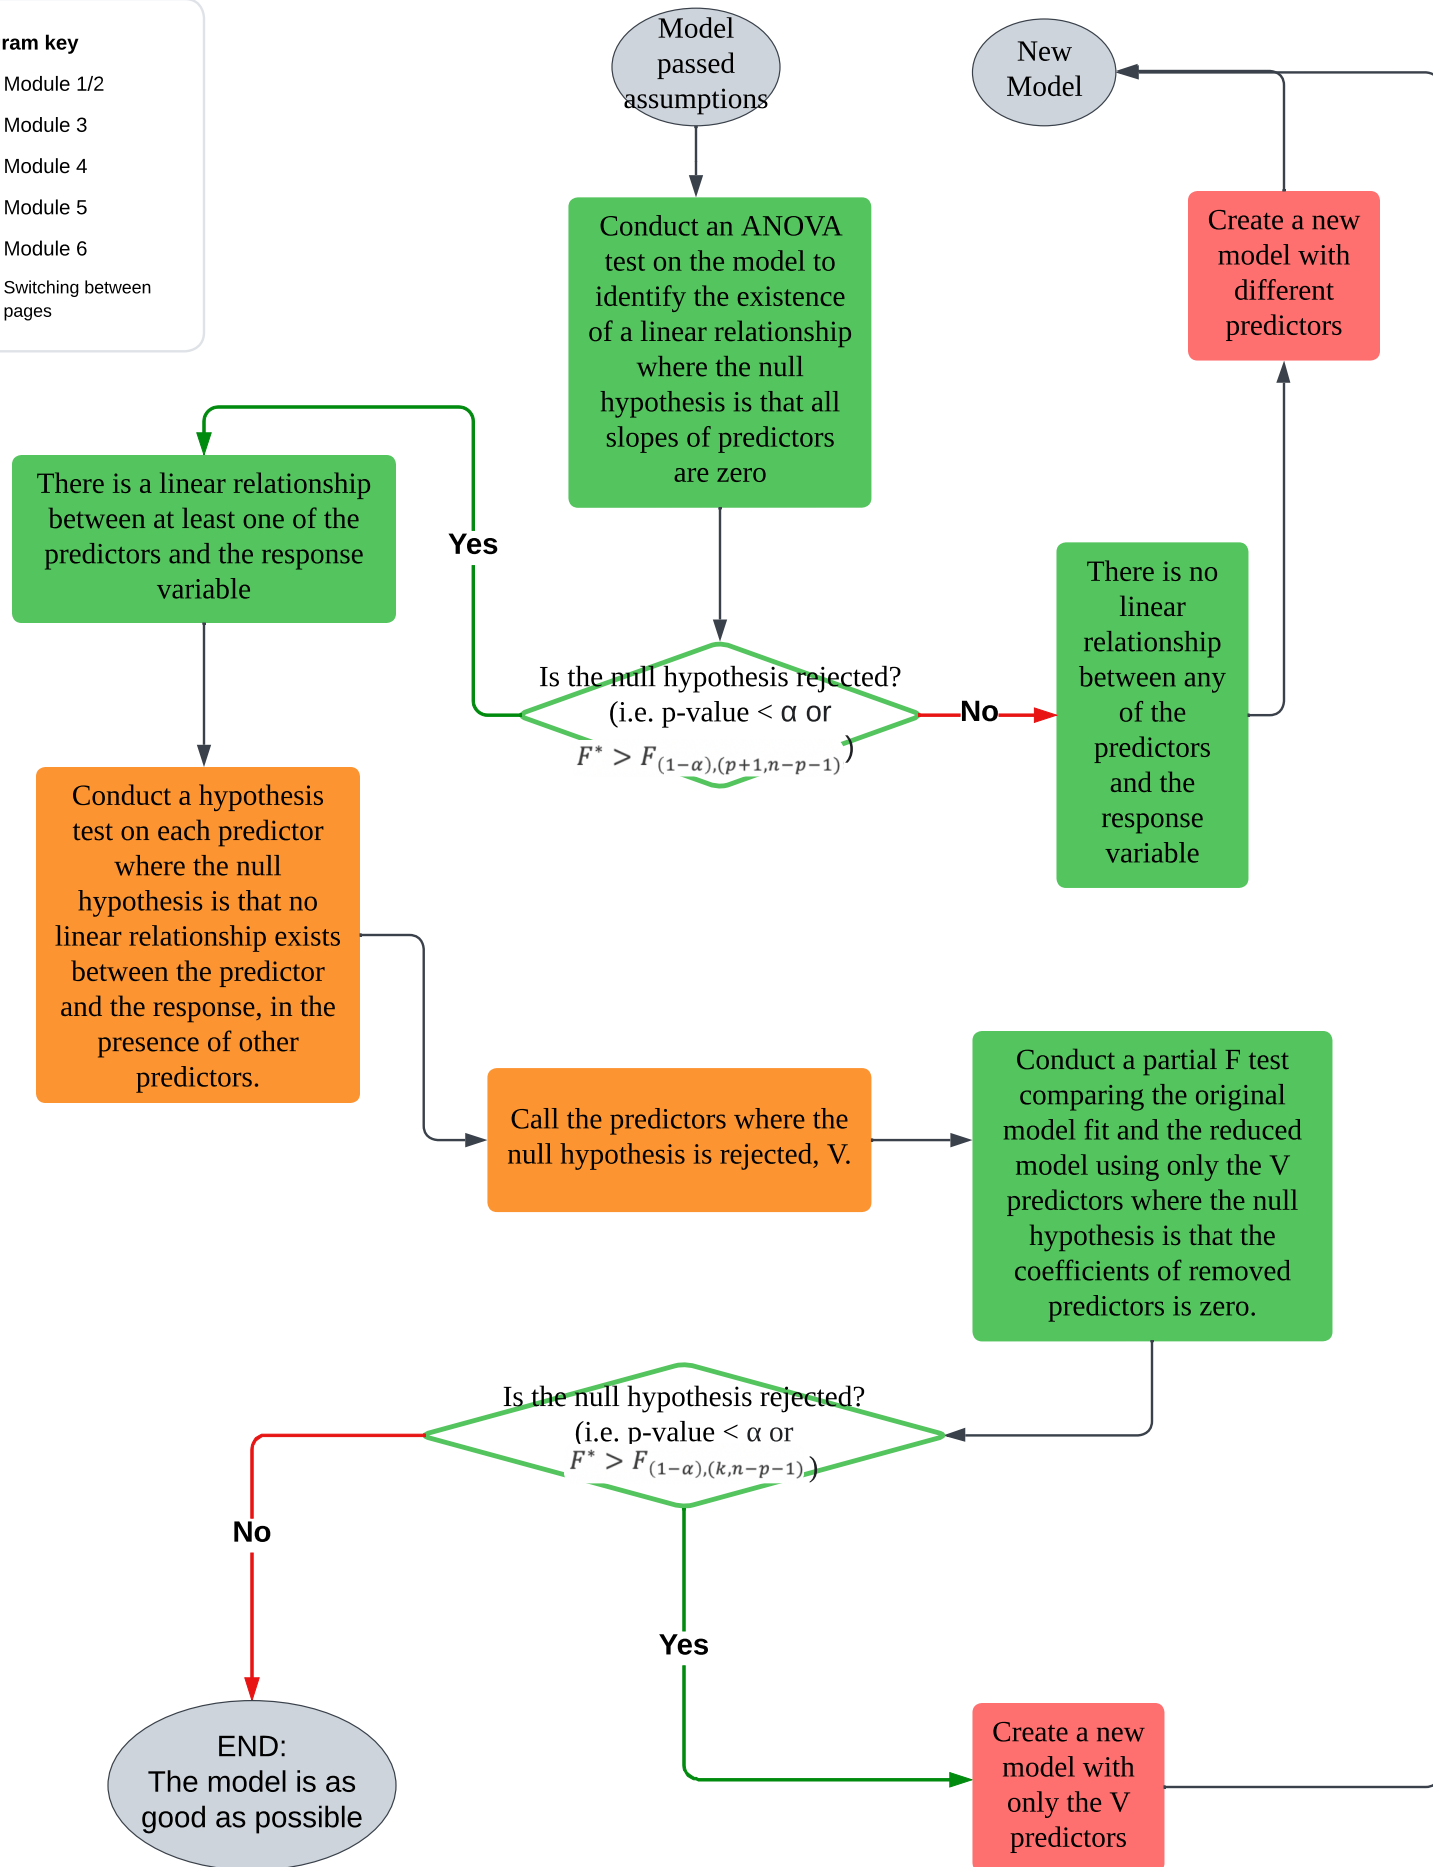 ram key
Module 1/2
Module 3
Module 4
Module 5
Module 6
Switching between
pages
Model
passed
assumptions
New
Model
Conduct an ANOVA
test on the model to
identify the existence
of a linear relationship
where the null
hypothesis is that all
slopes of predictors
are zero
Create a new
model with
different
predictors
There is a linear relationship
between at least one of the
predictors and the response
variable
Yes
Is the null hypothesis rejected?
(i.e. p-value < α or
F* > F(1−α),(p+1,n−p−1))
No
There is no
linear
relationship
between any
of the
predictors
and the
response
variable
Conduct a hypothesis
test on each predictor
where the null
hypothesis is that no
linear relationship exists
between the predictor
and the response, in the
presence of other
predictors.
Call the predictors where the
null hypothesis is rejected, V.
Conduct a partial F test
comparing the original
model fit and the reduced
model using only the V
predictors where the null
hypothesis is that the
coefficients of removed
predictors is zero.
Is the null hypothesis rejected?
(i.e. p-value < α or
F* > F(1−α),(k,n−p−1))
No
Yes
END:
The model is as
good as possible
Create a new
model with
only the V
predictors